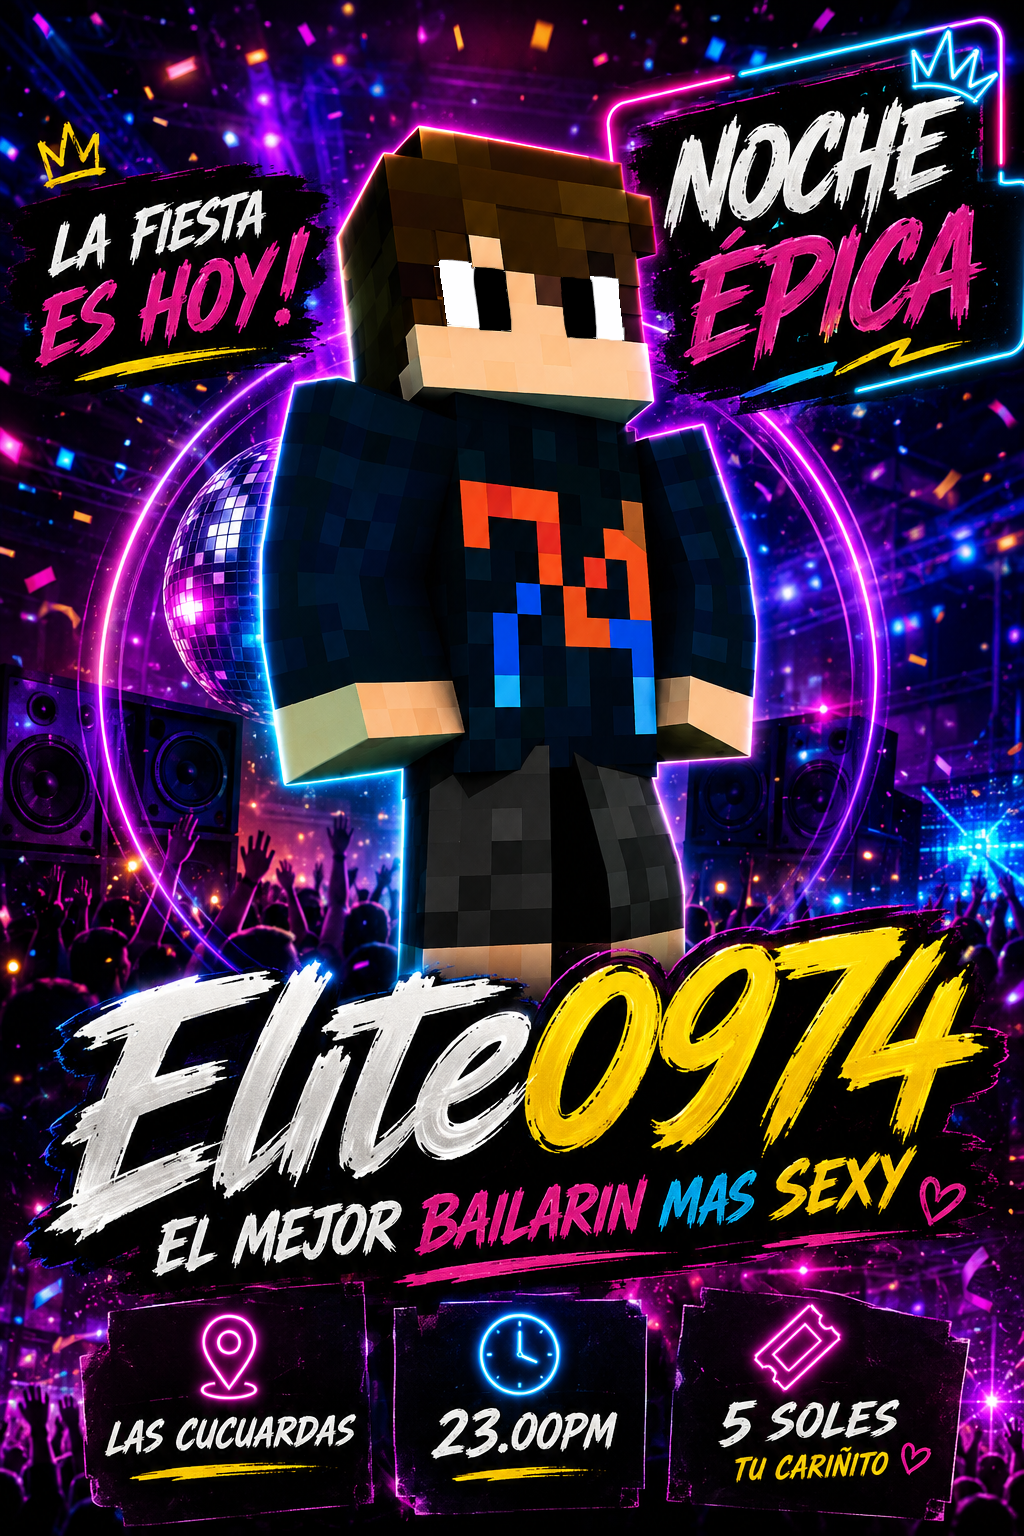 LA FIESTA
ES HOY!
NOCHE
ÉPICA
Elite0974
EL MEJOR BAILARIN MAS SEXY
LAS CUCUARDAS
23.00PM
5 SOLES
TU CARIÑITO